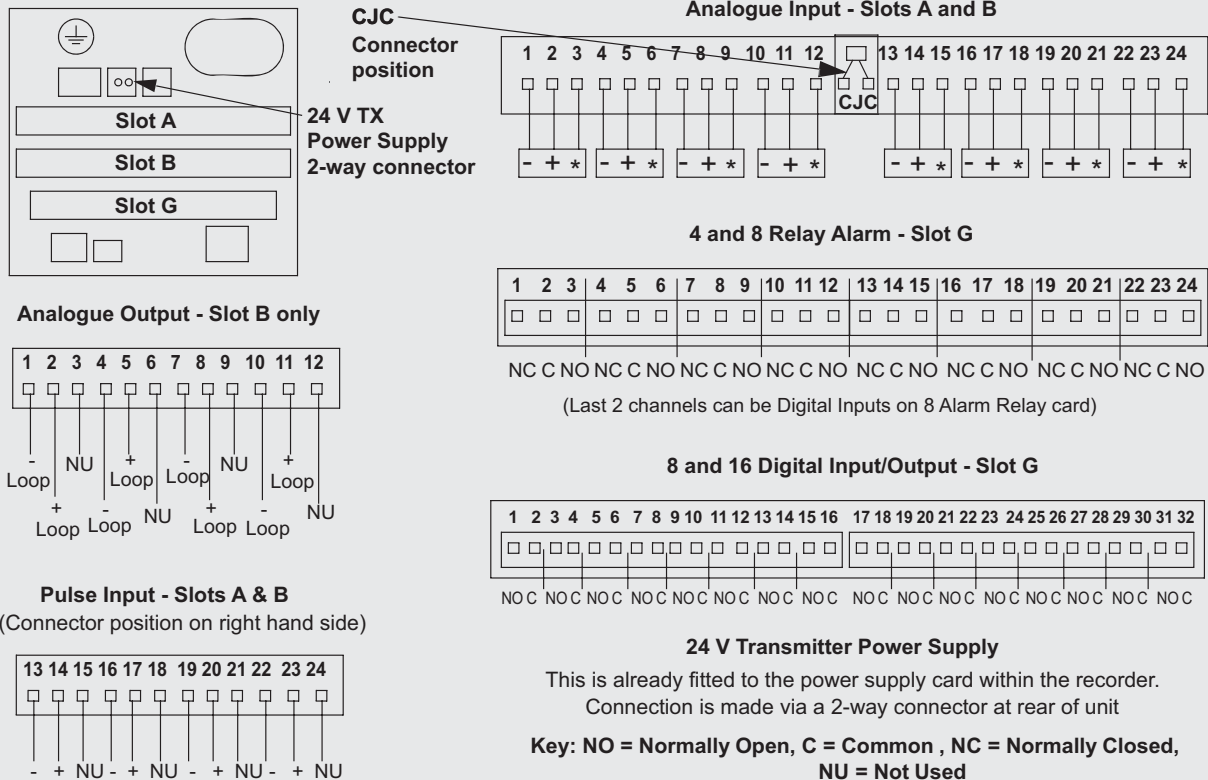 Slot A
Slot B
Slot G
CJC
Connector
position
24 V TX
Power Supply
2-way connector
Analogue Input - Slots A and B
1 2 3 4 5 6 7 8 9 10 11 12 13 14 15 16 17 18 19 20 21 22 23 24
CJC
- + * - + * - + * - + * - + * - + * - + * - + *
4 and 8 Relay Alarm - Slot G
1 2 3 4 5 6 7 8 9 10 11 12 13 14 15 16 17 18 19 20 21 22 23 24
NC C NO NC C NO NC C NO NC C NO NC C NO NC C NO NC C NO NC C NO
(Last 2 channels can be Digital Inputs on 8 Alarm Relay card)
Analogue Output - Slot B only
1 2 3 4 5 6 7 8 9 10 11 12
- NU + - NU +
Loop Loop Loop Loop
+ - NU + - NU
Loop Loop Loop Loop
8 and 16 Digital Input/Output - Slot G
1 2 3 4 5 6 7 8 9 10 11 12 13 14 15 16 17 18 19 20 21 22 23 24 25 26 27 28 29 30 31 32
NO C NO C NO C NO C NO C NO C NO C NO C NO C NO C NO C NO C NO C NO C NO C
Pulse Input - Slots A & B
(Connector position on right hand side)
13 14 15 16 17 18 19 20 21 22 23 24
- + NU - + NU - + NU - + NU
24 V Transmitter Power Supply
This is already fitted to the power supply card within the recorder.
Connection is made via a 2-way connector at rear of unit
Key: NO = Normally Open, C = Common , NC = Normally Closed,
NU = Not Used